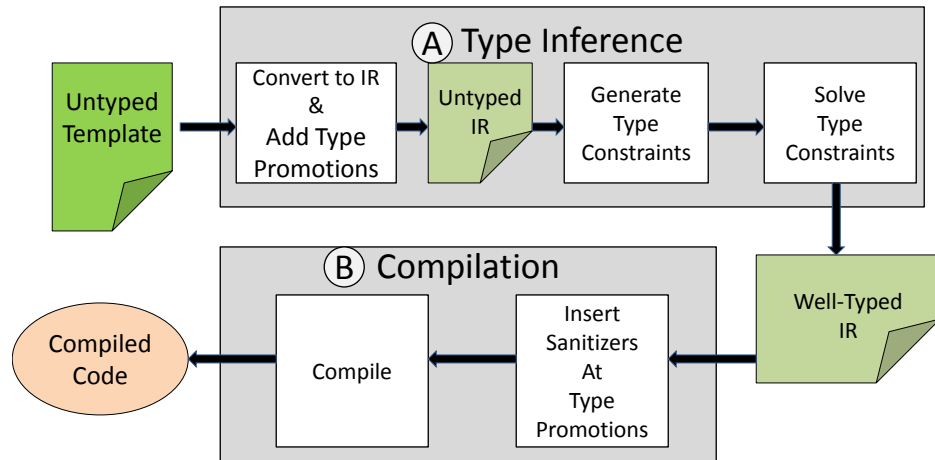 A Type Inference
Untyped
Template
Convert to IR
&
Add Type
Promotions
Untyped
IR
Generate
Type
Constraints
Solve
Type
Constraints
B Compilation
Well-Typed
IR
Insert
Sanitizers
At
Type
Promotions
Compile
Compiled
Code